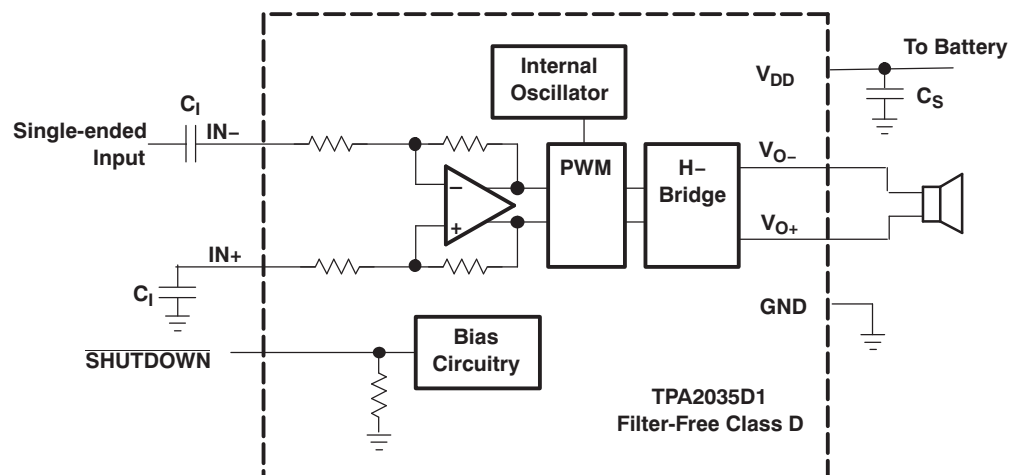 To Battery
Internal
Oscillator
V_DD
C_S
C_I
Single-ended
Input
IN–
PWM
H–
Bridge
V_O–
–
+
V_O+
IN+
C_I
GND
SHUTDOWN
Bias
Circuitry
TPA2035D1
Filter-Free Class D